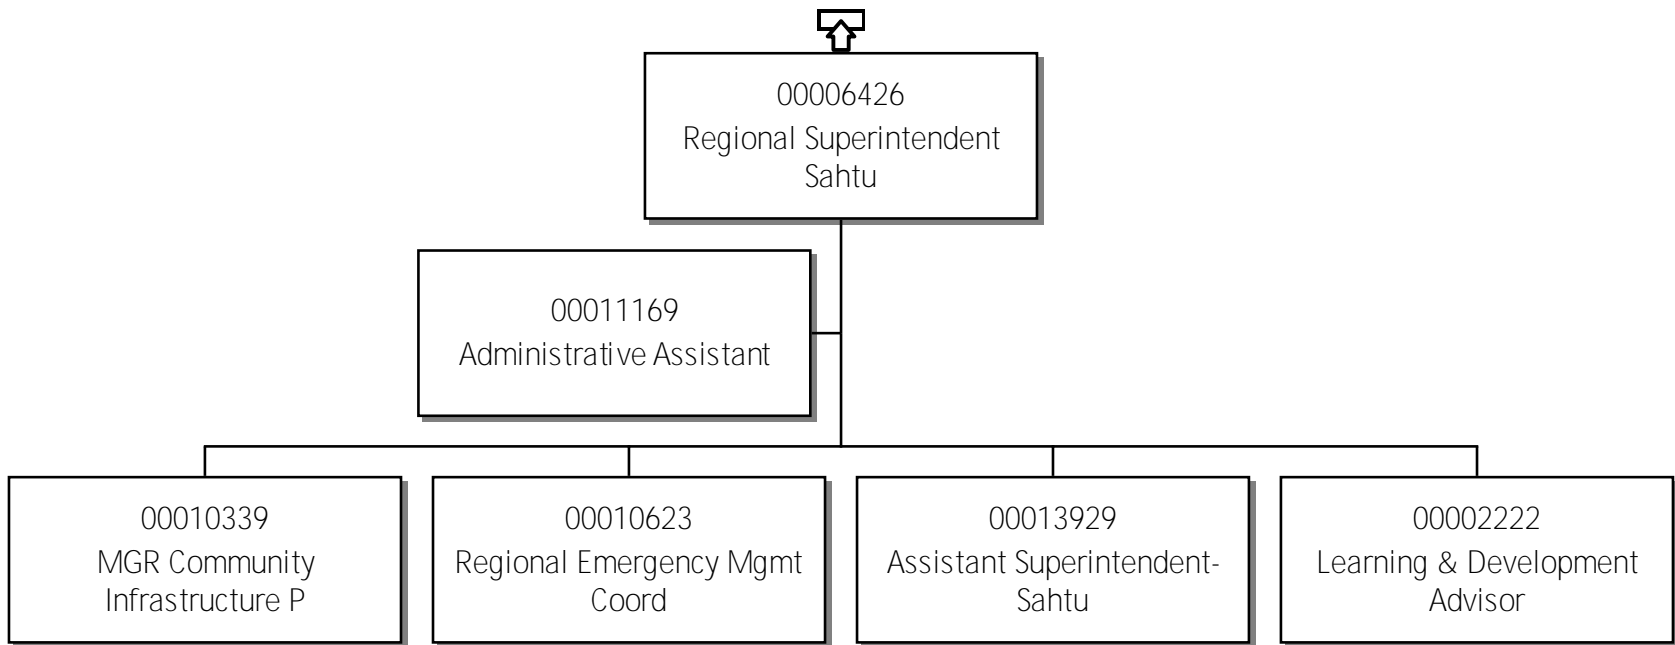 00006426
Regional Superintendent
Sahtu
00011169
Administrative Assistant
00010339
MGR Community
Infrastructure P
00010623
Regional Emergency Mgmt
Coord
00013929
Assistant Superintendent-
Sahtu
00002222
Learning & Development
Advisor